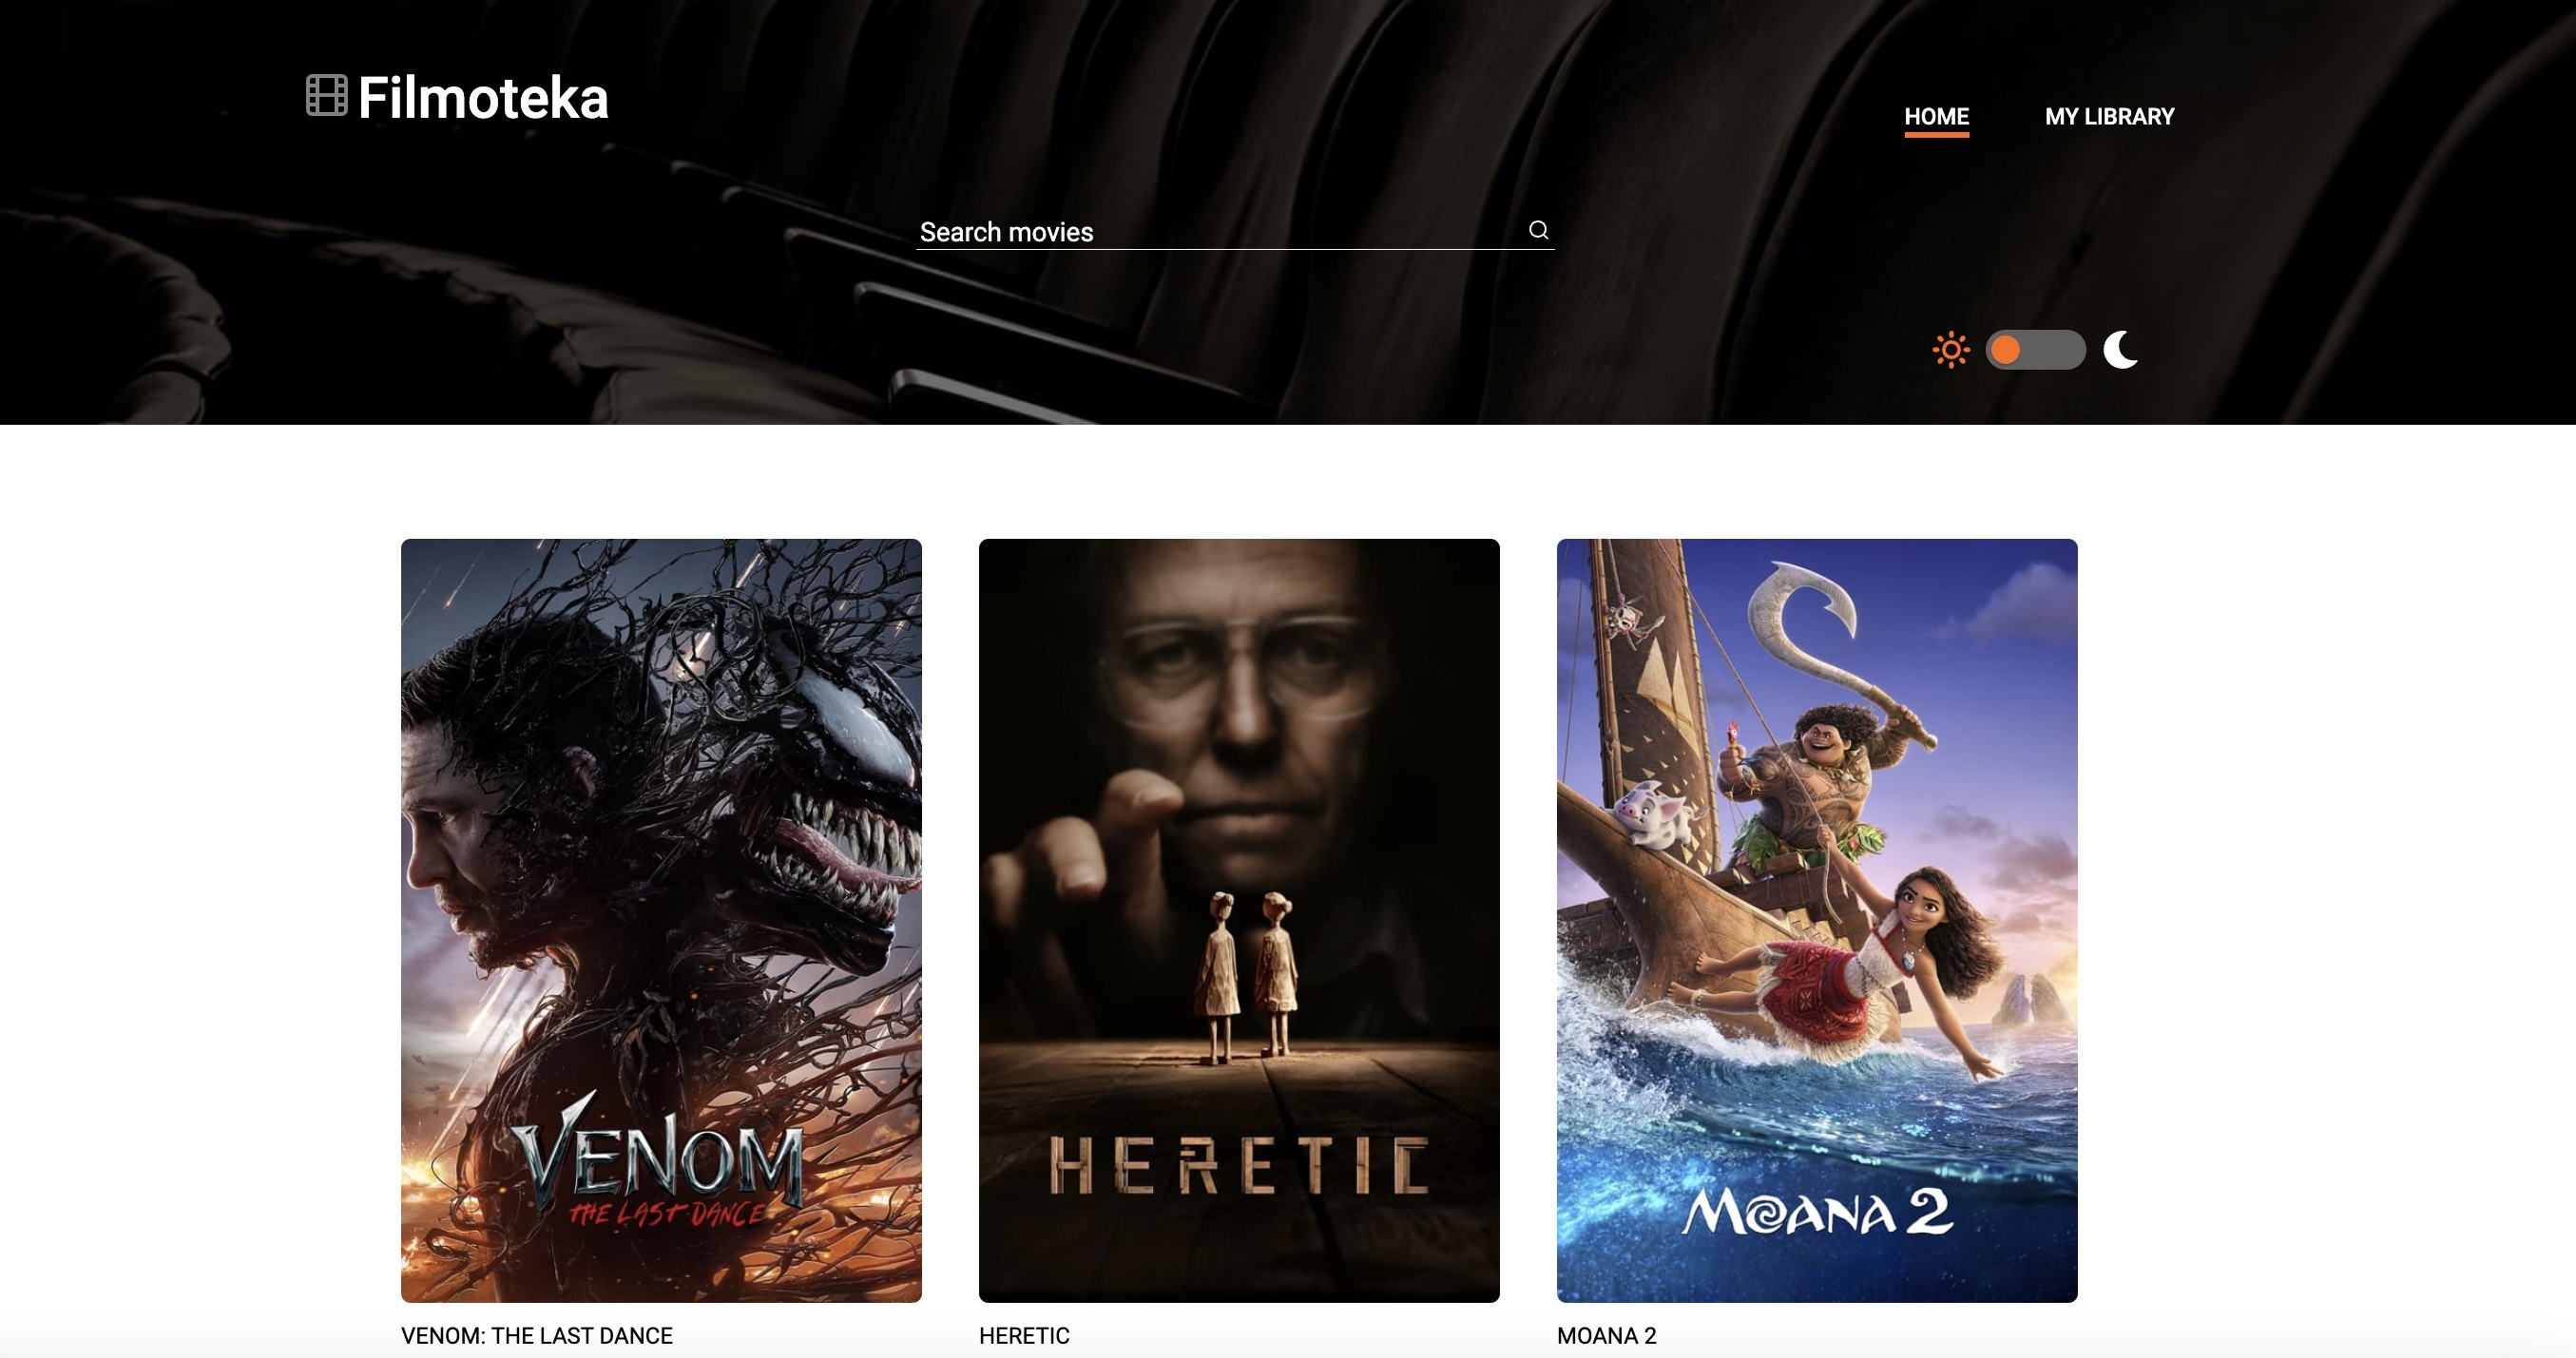 Filmoteka
HOME
MY LIBRARY
Search movies
VENOM
THE LAST DANCE
HERETIC
MOANA 2
VENOM: THE LAST DANCE
HERETIC
MOANA 2